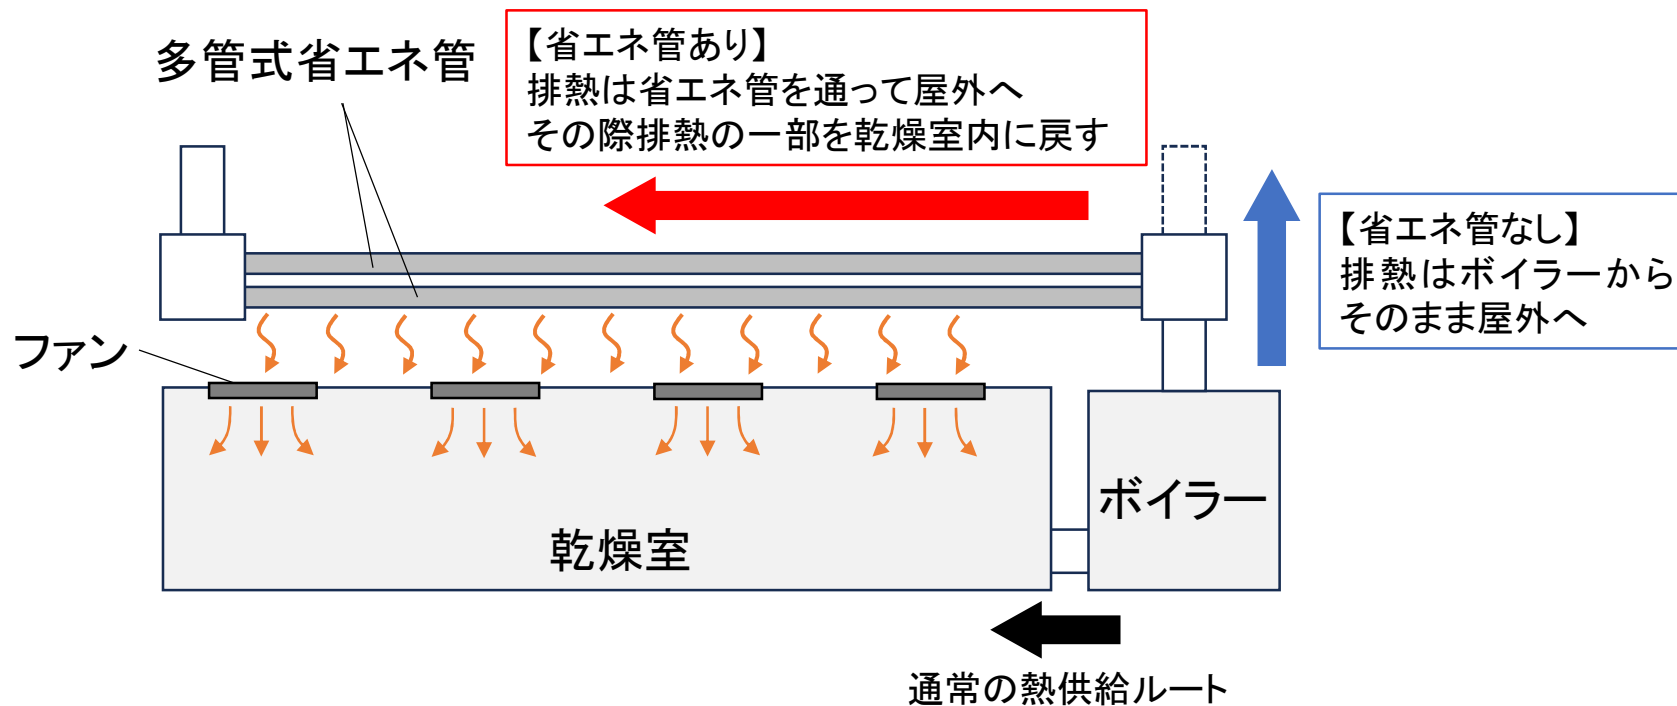 多管式省エネ管
【省エネ管あり】
排熱は省エネ管を通って屋外へ
その際排熱の一部を乾燥室内に戻す
【省エネ管なし】
排熱はボイラーから
そのまま屋外へ
ファン
ボイラー
乾燥室
通常の熱供給ルート